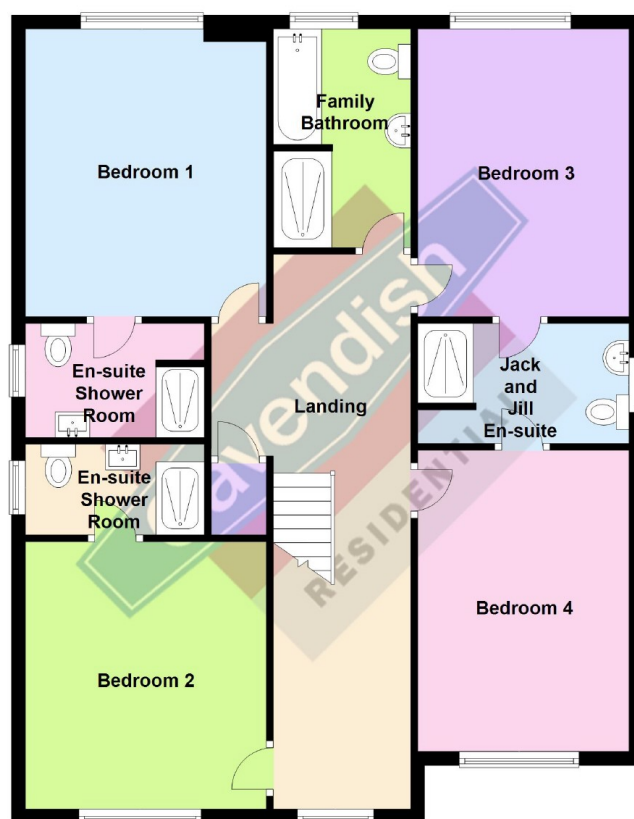 Bedroom 1
Family
Bathroom
Bedroom 3
En-suite
Shower
Room
Landing
Jack
and
Jill
En-suite
En-suite
Shower
Room
Bedroom 2
Bedroom 4
Cavendish
RESIDENTIAL